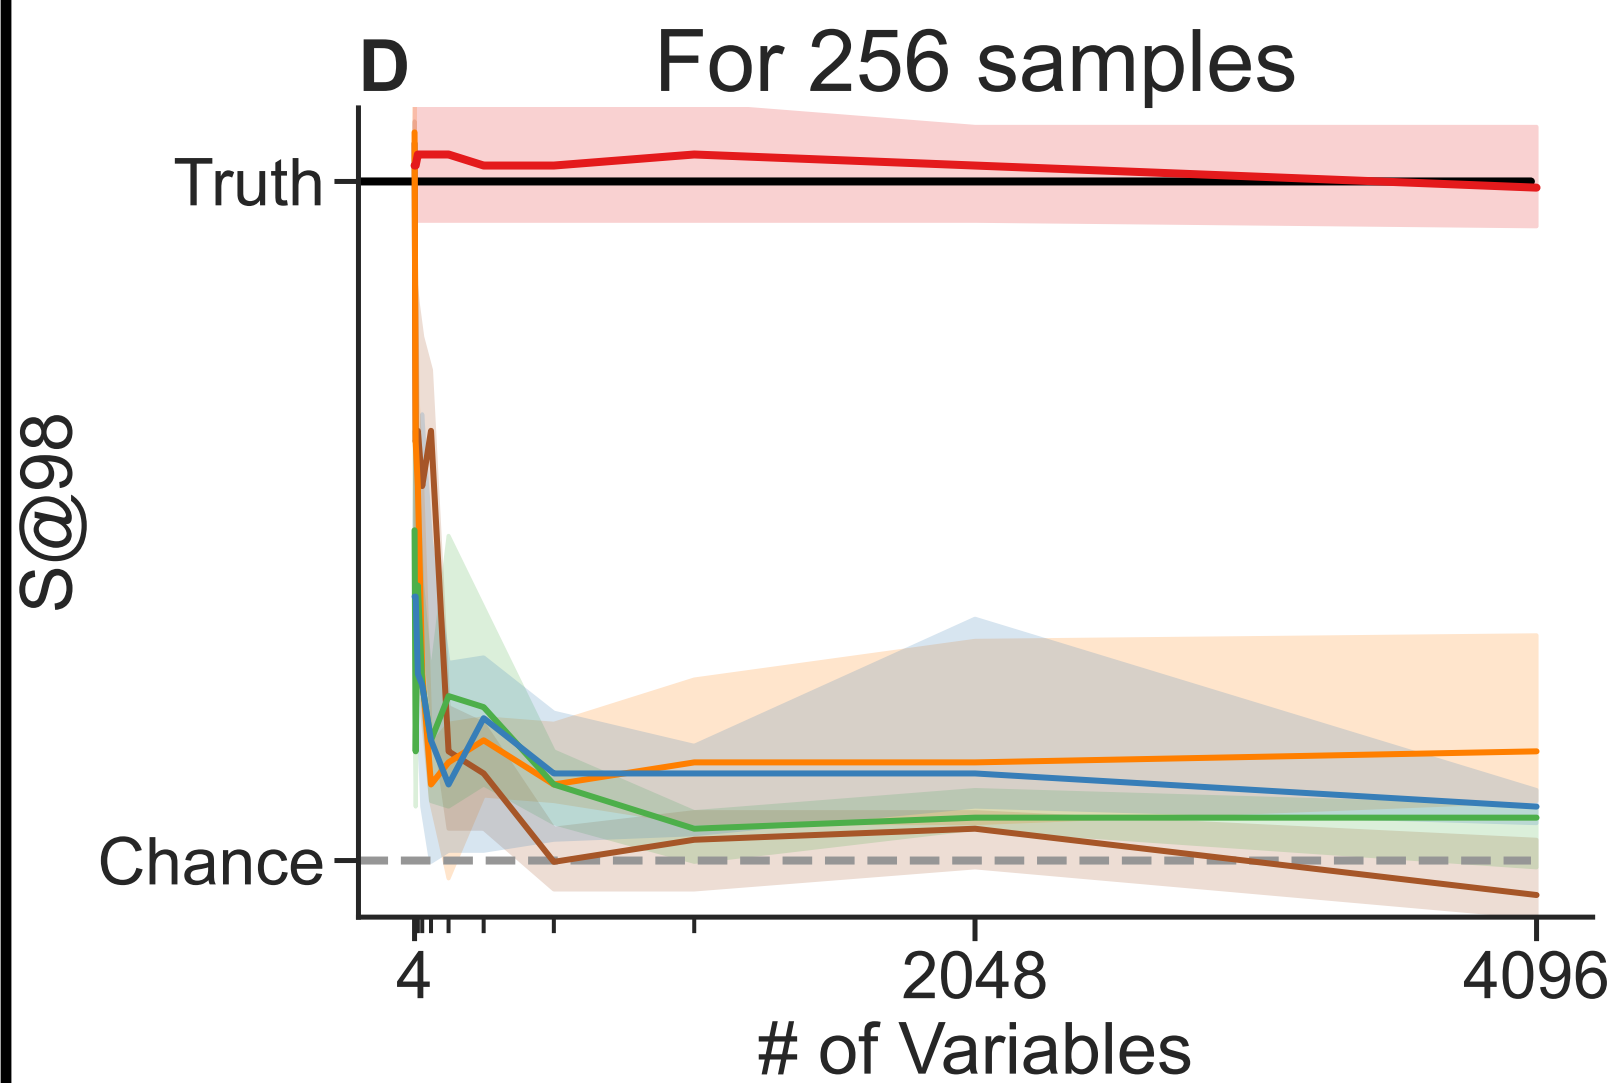 D For 256 samples
Truth
S@98
Chance
4 2048 4096
# of Variables